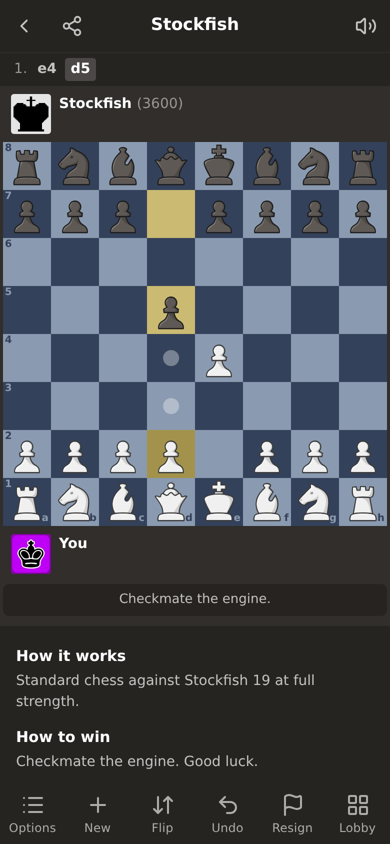 Stockfish
1. e4 d5
Stockfish (3600)
8
7
6
5
4
3
2
1
a b c d e f g h
You
Checkmate the engine.
How it works
Standard chess against Stockfish 19 at full
strength.
How to win
Checkmate the engine. Good luck.
Options New Flip Undo Resign Lobby